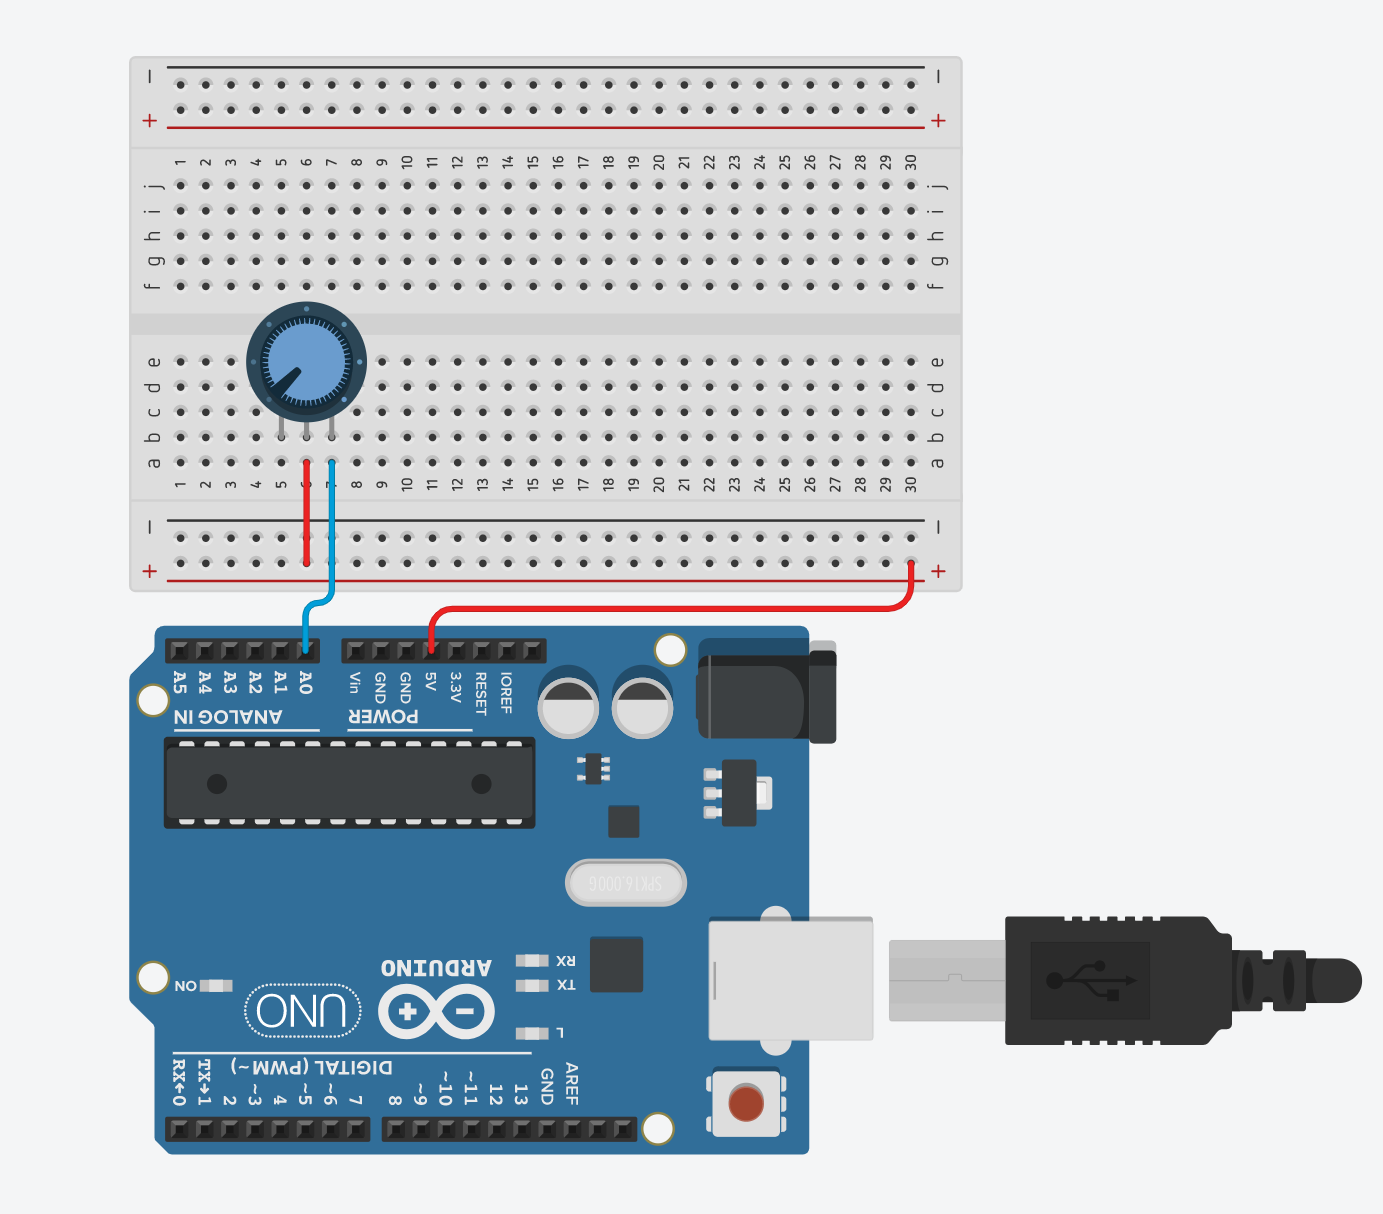 − −
+ +
1 2 3 4 5 6 7 8 9 10 11 12 13 14 15 16 17 18 19 20 21 22 23 24 25 26 27 28 29 30
j j
i i
h h
g g
f f
e e
d d
c c
b b
a a
1 2 3 4 5 6 7 8 9 10 11 12 13 14 15 16 17 18 19 20 21 22 23 24 25 26 27 28 29 30
− −
+ +
A5 A4 A3 A2 A1 A0 Vin GND GND 5V 3.3V RESET IOREF
ANALOG IN POWER
SPK16.000G
ARDUINO RX
ON TX
UNO + −
L
DIGITAL (PWM~)
RX←0 TX→1 2 ~3 4 ~5 ~6 7 8 ~9 ~10 ~11 12 13 GND AREF